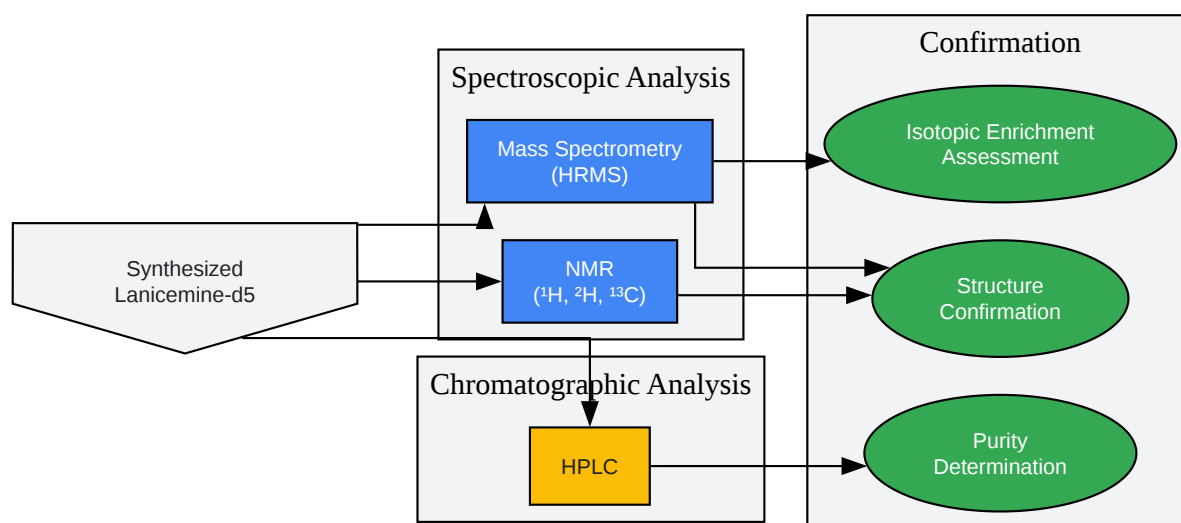 Synthesized
Lanicemine-d5
Spectroscopic Analysis
Mass Spectrometry
(HRMS)
NMR
(¹H, ²H, ¹³C)
Chromatographic Analysis
HPLC
Confirmation
Isotopic Enrichment
Assessment
Structure
Confirmation
Purity
Determination